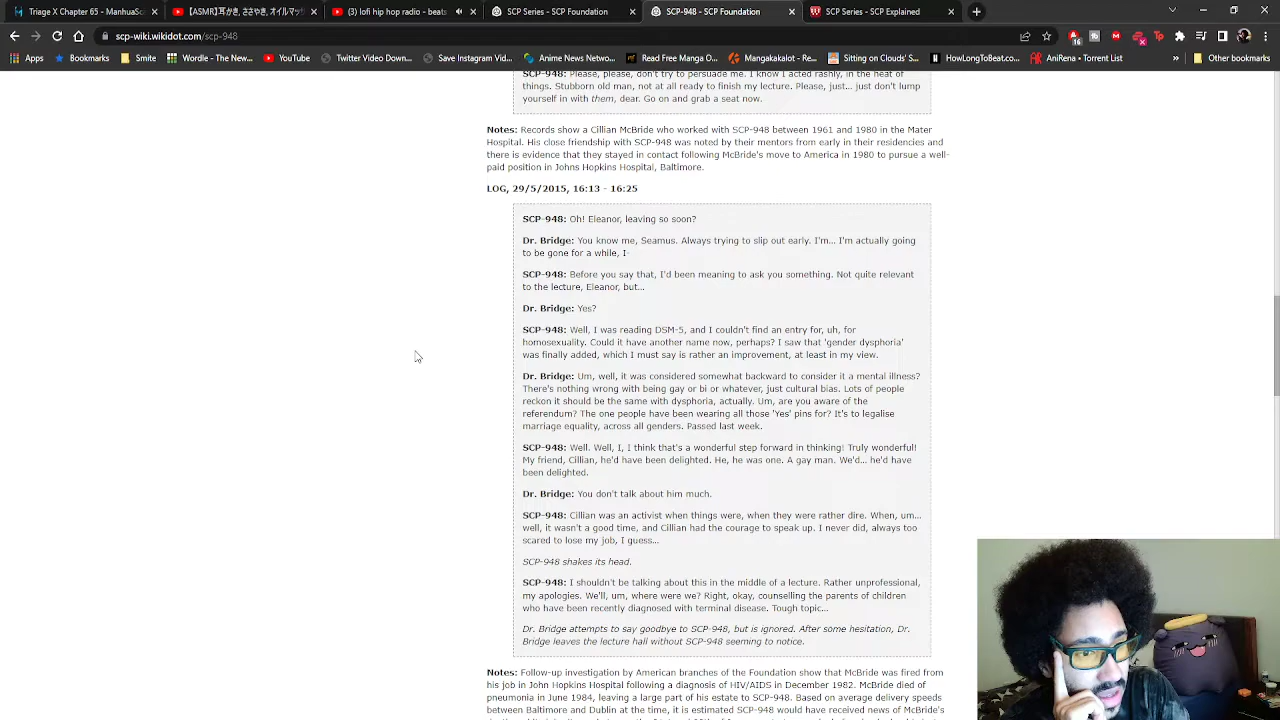 Triage X Chapter 65 - ManhuaSc
【ASMR】耳かき、ささやき、オイルマッ
(3) lofi hip hop radio - beats
SCP Series - SCP Foundation
SCP-948 - SCP Foundation
SCP Series - SCP Explained
scp-wiki.wikidot.com/scp-948
16
Apps
Bookmarks
Smite
Wordle - The New...
YouTube
Twitter Video Down...
Save Instagram Vid...
Anime News Netwo...
Read Free Manga O...
Mangakakalot - Re...
Sitting on Clouds' S...
HowLongToBeat.co...
AniRena | Torrent List
»
Other bookmarks
SCP-948: Please, please, don't try to persuade me. I know I acted rashly, in the heat of
things. Stubborn old man, not at all ready to finish my lecture. Please, just... just don't lump
yourself in with them, dear. Go on and grab a seat now.
Notes: Records show a Cillian McBride who worked with SCP-948 between 1961 and 1980 in the Mater
Hospital. His close friendship with SCP-948 was noted by their mentors from early in their residencies and
there is evidence that they stayed in contact following McBride's move to America in 1980 to pursue a well-
paid position in Johns Hopkins Hospital, Baltimore.
LOG, 29/5/2015, 16:13 - 16:25
SCP-948: Oh! Eleanor, leaving so soon?
Dr. Bridge: You know me, Seamus. Always trying to slip out early. I'm... I'm actually going
to be gone for a while, I-
SCP-948: Before you say that, I'd been meaning to ask you something. Not quite relevant
to the lecture, Eleanor, but...
Dr. Bridge: Yes?
SCP-948: Well, I was reading DSM-5, and I couldn't find an entry for, uh, for
homosexuality. Could it have another name now, perhaps? I saw that 'gender dysphoria'
was finally added, which I must say is rather an improvement, at least in my view.
Dr. Bridge: Um, well, it was considered somewhat backward to consider it a mental illness?
There's nothing wrong with being gay or bi or whatever, just cultural bias. Lots of people
reckon it should be the same with dysphoria, actually. Um, are you aware of the
referendum? The one people have been wearing all those 'Yes' pins for? It's to legalise
marriage equality, across all genders. Passed last week.
SCP-948: Well. Well, I, I think that's a wonderful step forward in thinking! Truly wonderful!
My friend, Cillian, he'd have been delighted. He, he was one. A gay man. We'd... he'd have
been delighted.
Dr. Bridge: You don't talk about him much.
SCP-948: Cillian was an activist when things were, when they were rather dire. When, um...
well, it wasn't a good time, and Cillian had the courage to speak up. I never did, always too
scared to lose my job, I guess...
SCP-948 shakes its head.
SCP-948: I shouldn't be talking about this in the middle of a lecture. Rather unprofessional,
my apologies. We'll, um, where were we? Right, okay, counselling the parents of children
who have been recently diagnosed with terminal disease. Tough topic...
Dr. Bridge attempts to say goodbye to SCP-948, but is ignored. After some hesitation, Dr.
Bridge leaves the lecture hall without SCP-948 seeming to notice.
Notes: Follow-up investigation by American branches of the Foundation show that McBride was fired from
his job in John Hopkins Hospital following a diagnosis of HIV/AIDS in December 1982. McBride died of
pneumonia in June 1984, leaving a large part of his estate to SCP-948. Based on average delivery speeds
between Baltimore and Dublin at the time, it is estimated SCP-948 would have received news of McBride's